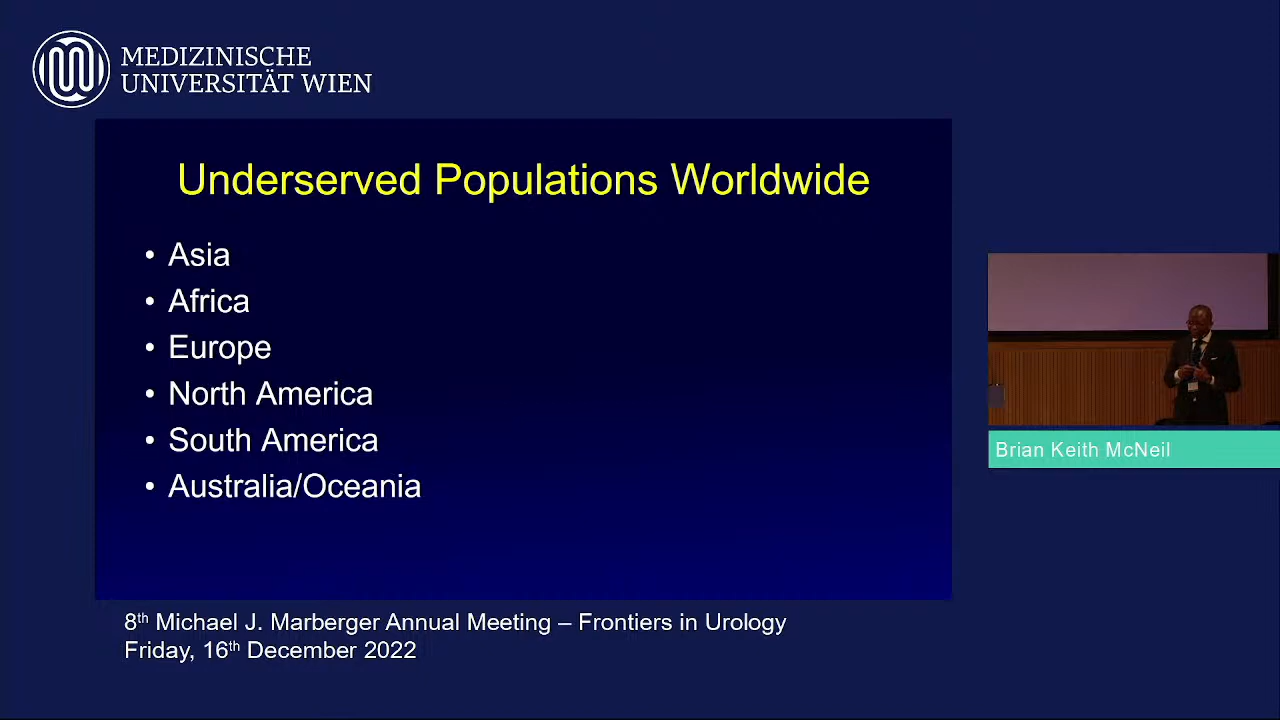 MEDIZINISCHE
UNIVERSITÄT WIEN
Underserved Populations Worldwide
• Asia
• Africa
• Europe
• North America
• South America
• Australia/Oceania
Brian Keith McNeil
8th Michael J. Marberger Annual Meeting – Frontiers in Urology
Friday, 16th December 2022